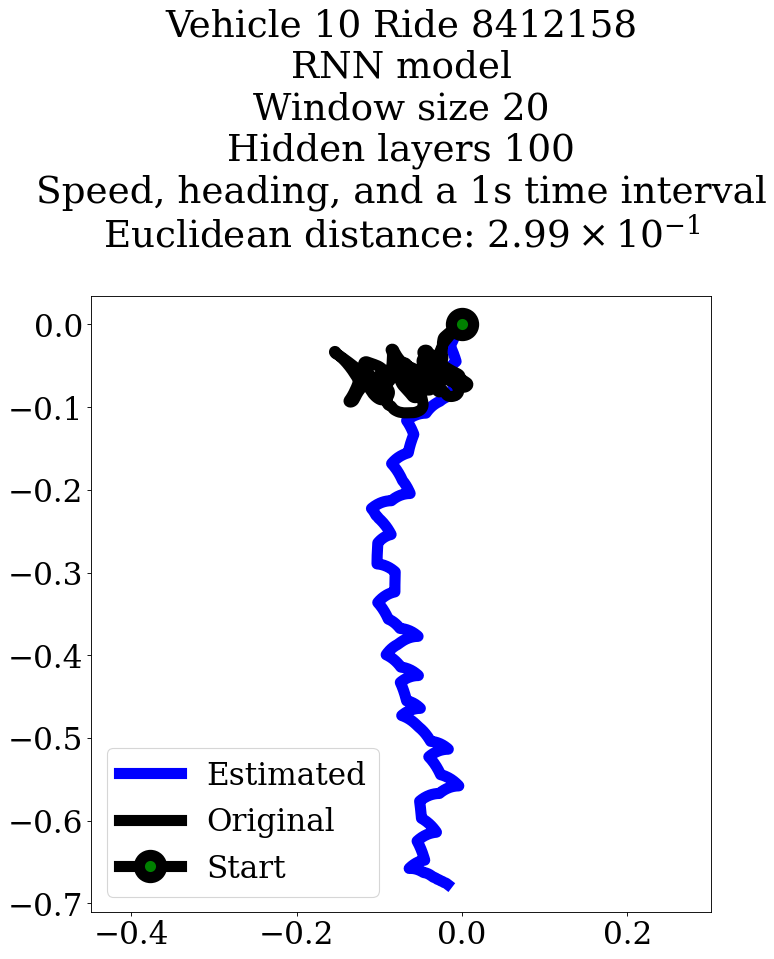 Vehicle 10 Ride 8412158
RNN model
Window size 20
Hidden layers 100
Speed, heading, and a 1s time interval
Euclidean distance: 2.99 × 10⁻¹
0.0
−0.1
−0.2
−0.3
−0.4
−0.5
−0.6
−0.7
Estimated
Original
Start
−0.4 −0.2 0.0 0.2